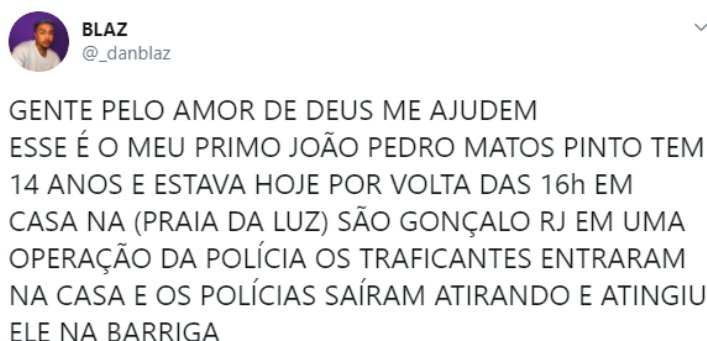 BLAZ
@_danblaz
GENTE PELO AMOR DE DEUS ME AJUDEM
ESSE É O MEU PRIMO JOÃO PEDRO MATOS PINTO TEM
14 ANOS E ESTAVA HOJE POR VOLTA DAS 16h EM
CASA NA (PRAIA DA LUZ) SÃO GONÇALO RJ EM UMA
OPERAÇÃO DA POLÍCIA OS TRAFICANTES ENTRARAM
NA CASA E OS POLÍCIAS SAÍRAM ATIRANDO E ATINGIU
ELE NA BARRIGA